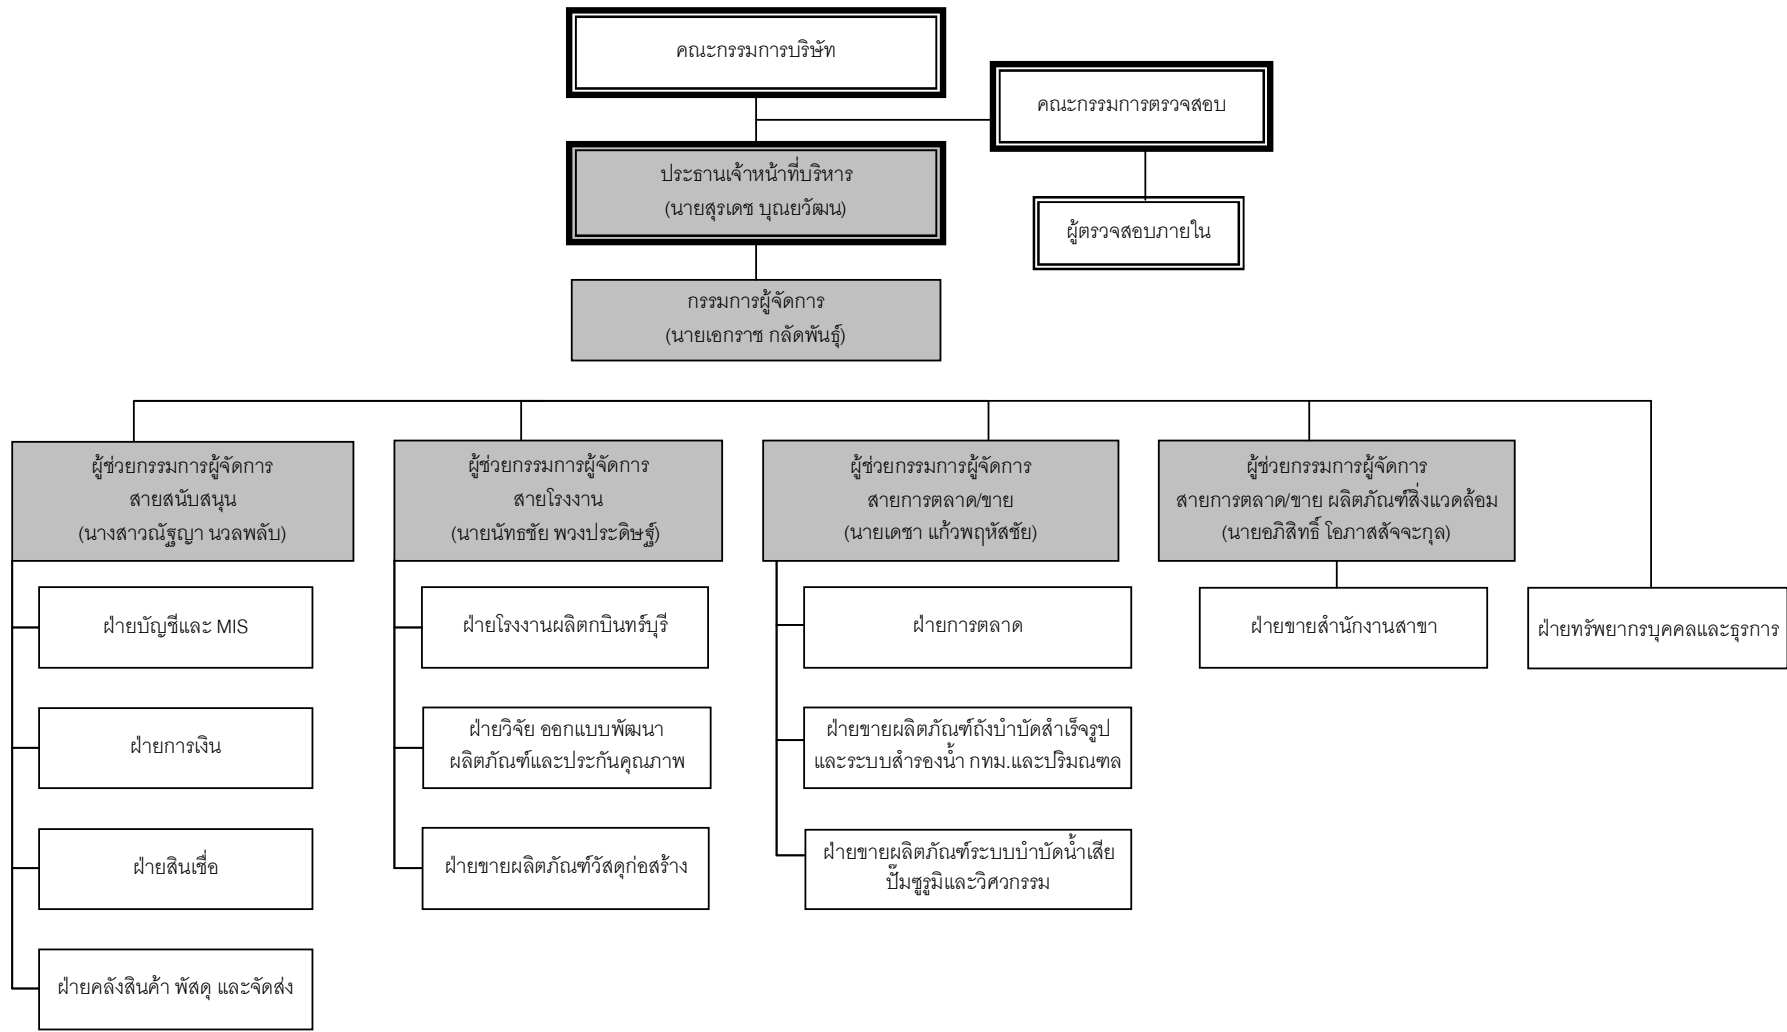 คณะกรรมการบริษัท
คณะกรรมการตรวจสอบ
ประธานเจ้าหน้าที่บริหาร
(นายสุรเดช บุณยวัฒน)
ผู้ตรวจสอบภายใน
กรรมการผู้จัดการ
(นายเอกราช กลัดพันธุ์)
ผู้ช่วยกรรมการผู้จัดการ
สายสนับสนุน
(นางสาวณัฐญา นวลพลับ)
ผู้ช่วยกรรมการผู้จัดการ
สายโรงงาน
(นายนัทธชัย พวงประดิษฐ์)
ผู้ช่วยกรรมการผู้จัดการ
สายการตลาด/ขาย
(นายเดชา แก้วพฤหัสชัย)
ผู้ช่วยกรรมการผู้จัดการ
สายการตลาด/ขาย ผลิตภัณฑ์สิ่งแวดล้อม
(นายอภิสิทธิ์ โอภาสสัจจะกุล)
ฝ่ายบัญชีและ MIS
ฝ่ายโรงงานผลิตกบินทร์บุรี
ฝ่ายการตลาด
ฝ่ายขายสำนักงานสาขา
ฝ่ายทรัพยากรบุคคลและธุรการ
ฝ่ายการเงิน
ฝ่ายวิจัย ออกแบบพัฒนา
ผลิตภัณฑ์และประกันคุณภาพ
ฝ่ายขายผลิตภัณฑ์ถังบำบัดสำเร็จรูป
และระบบสำรองน้ำ กทม.และปริมณฑล
ฝ่ายสินเชื่อ
ฝ่ายขายผลิตภัณฑ์วัสดุก่อสร้าง
ฝ่ายขายผลิตภัณฑ์ระบบบำบัดน้ำเสีย
ปั๊มซูรูมิและวิศวกรรม
ฝ่ายคลังสินค้า พัสดุ และจัดส่ง